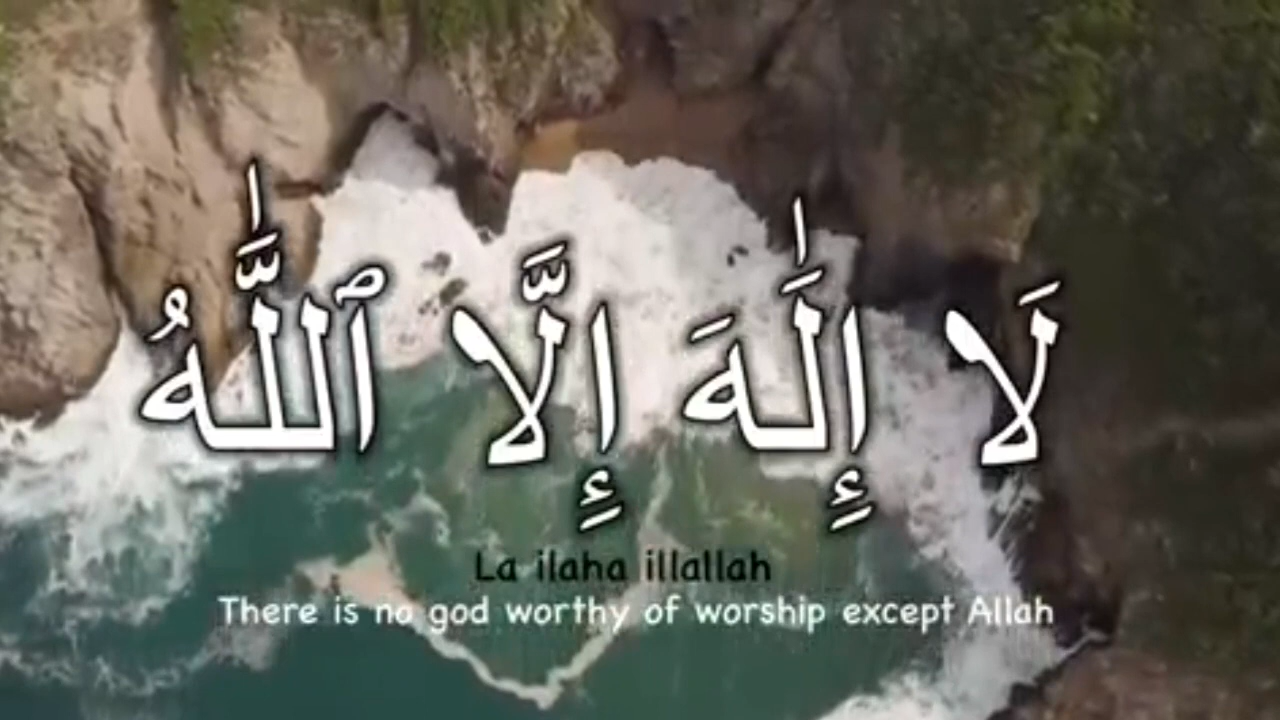 لَا إِلَٰهَ إِلَّا ٱللَّٰهُ
La ilaha illallah
There is no god worthy of worship except Allah